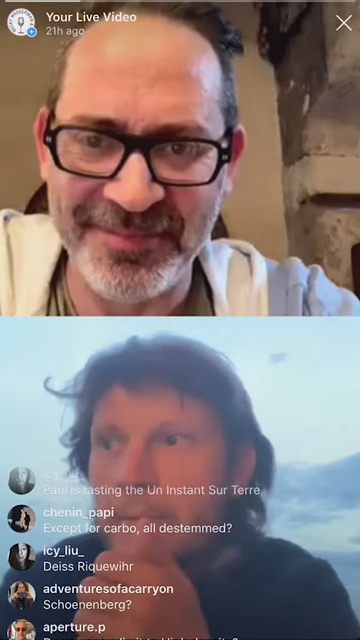 Your Live Video
21h ago
icy_liu_
Paul is tasting the Un Instant Sur Terre
chenin_papi
Except for carbo, all destemmed?
icy_liu_
Deiss Riquewihr
adventuresofacarryon
Schoenenberg?
aperture.p